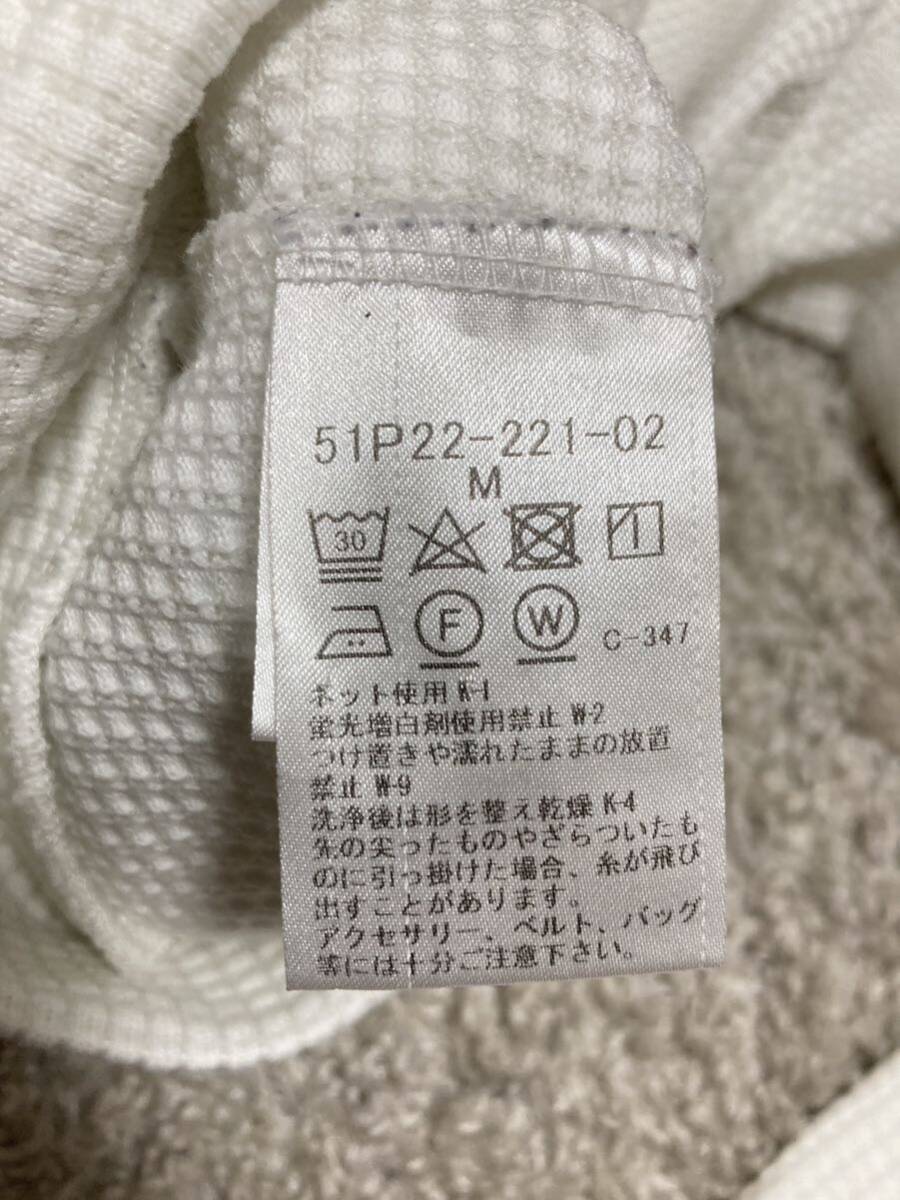 51P22-221-02
M
30
F W C-347
ネット使用 K-1
蛍光増白剤使用禁止 W-2
つけ置きや濡れたままの放置
禁止 W-9
洗浄後は形を整え乾燥 K-4
先の尖ったものやざらついたも
のに引っ掛けた場合、糸が飛び
出すことがあります。
アクセサリー、ベルト、バッグ
等には十分ご注意下さい。